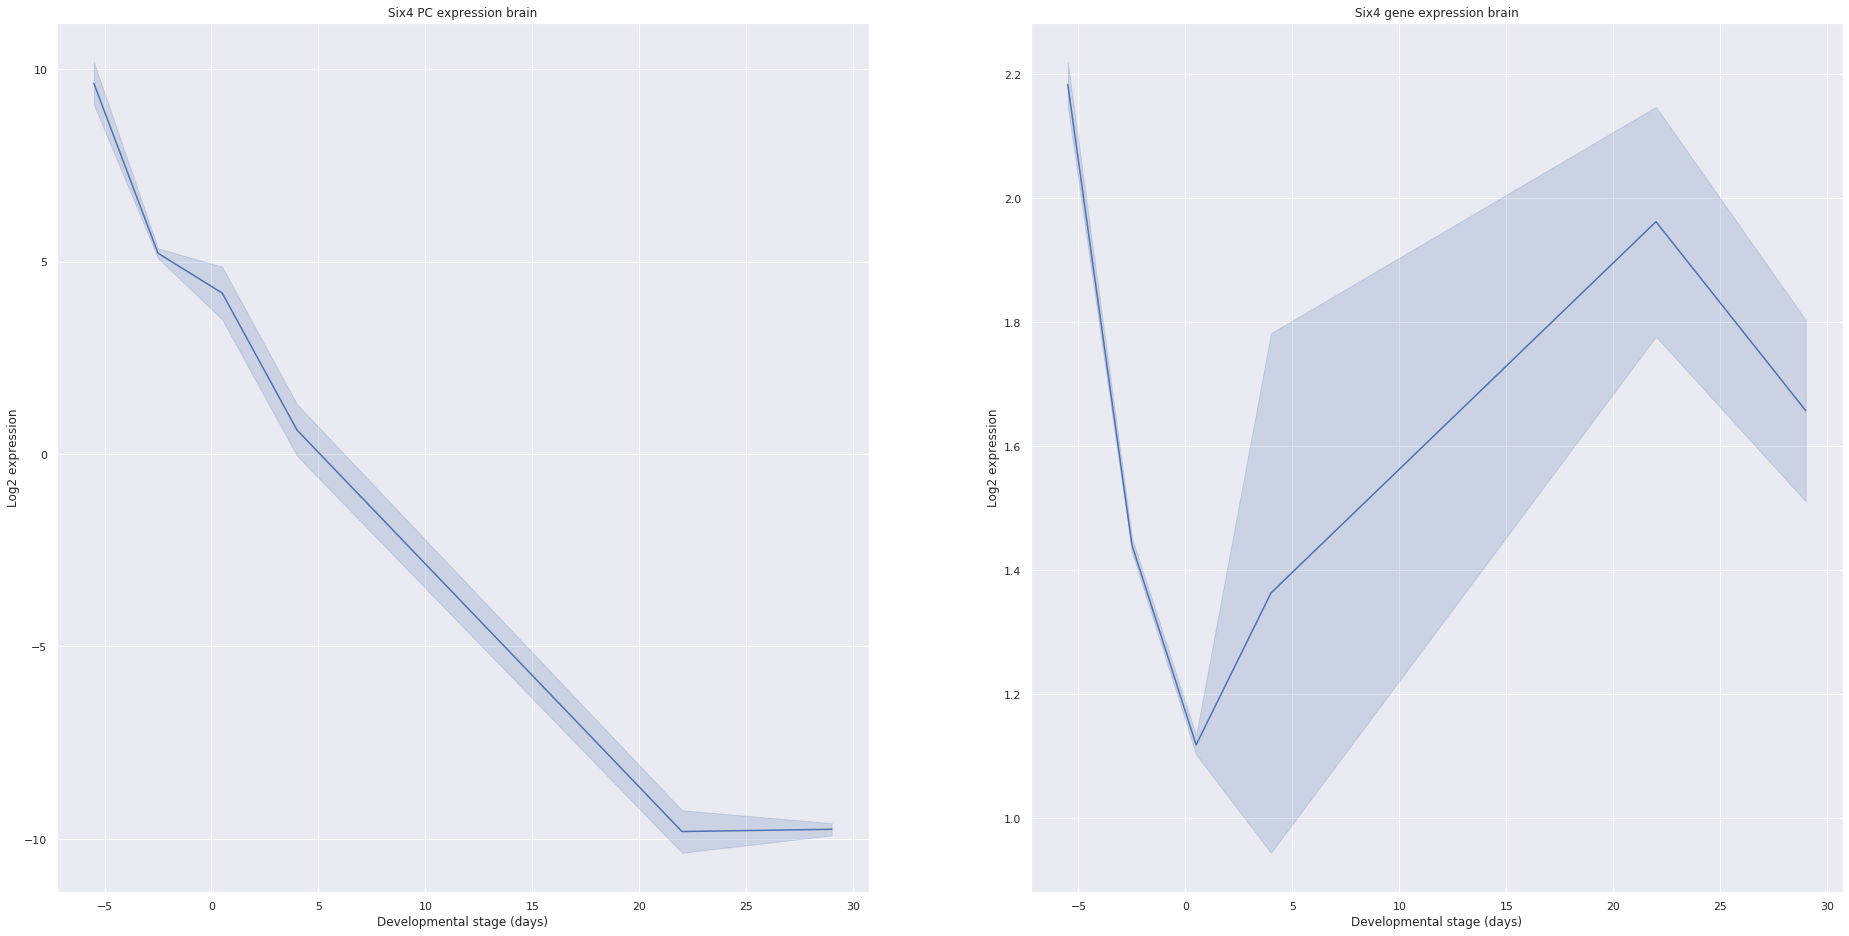 Six4 PC expression brain
Log2 expression
10
5
0
−5
−10
−5 0 5 10 15 20 25 30
Developmental stage (days)
Six4 gene expression brain
Log2 expression
2.2
2.0
1.8
1.6
1.4
1.2
1.0
−5 0 5 10 15 20 25 30
Developmental stage (days)